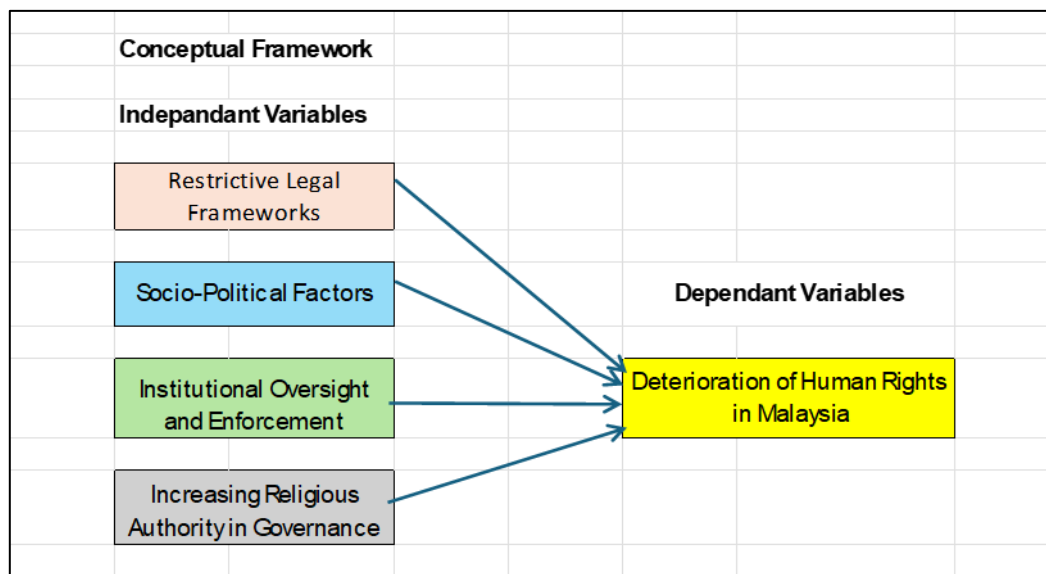 Conceptual Framework
Indepandant Variables
Restrictive Legal
Frameworks
Socio-Political Factors
Dependant Variables
Institutional Oversight
and Enforcement
Deterioration of Human Rights
in Malaysia
Increasing Religious
Authority in Governance